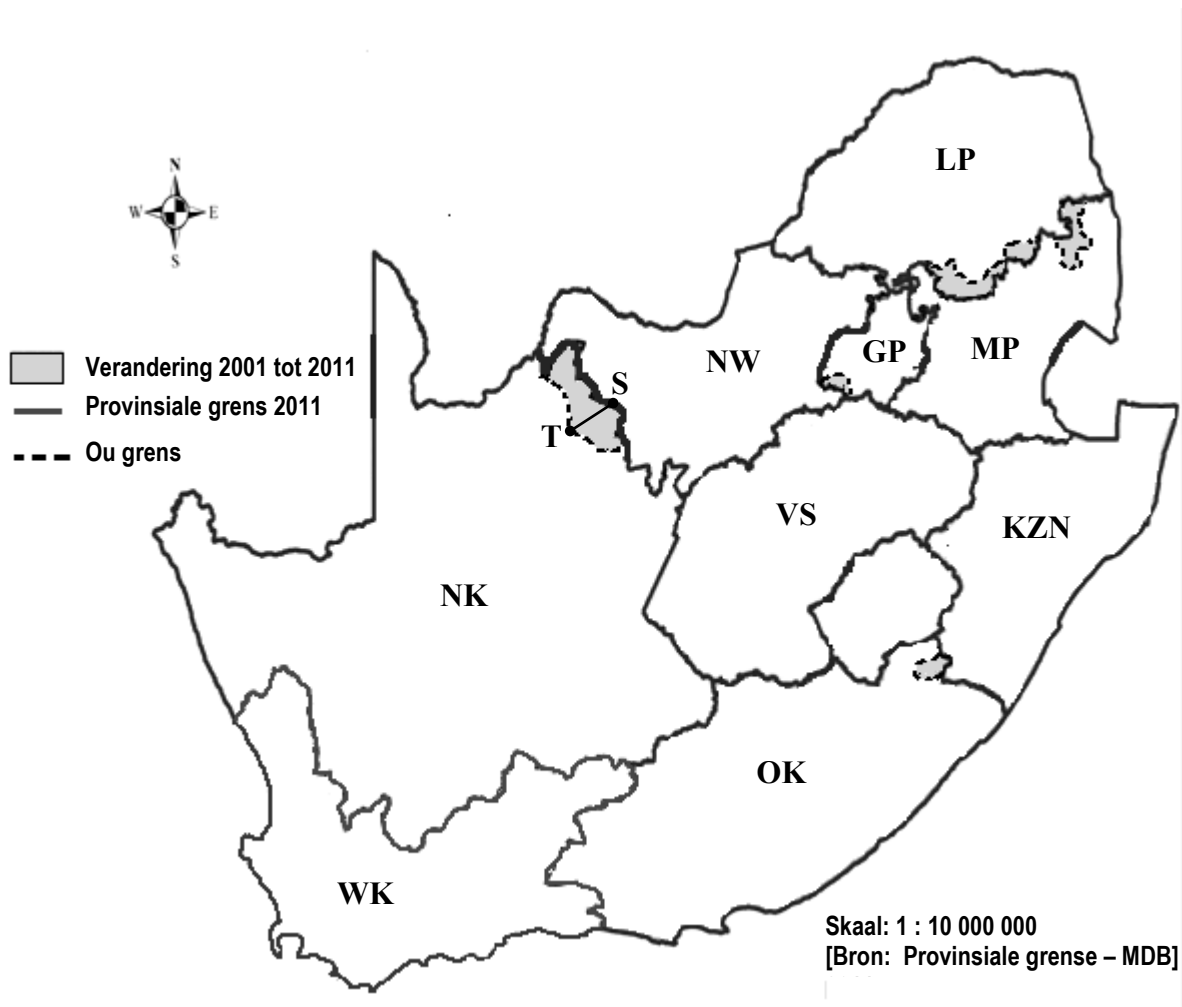 LP
N
W E
S
NW
GP
MP
Verandering 2001 tot 2011
S
Provinsiale grens 2011
T
Ou grens
VS
KZN
NK
OK
WK
Skaal: 1 : 10 000 000
[Bron: Provinsiale grense – MDB]